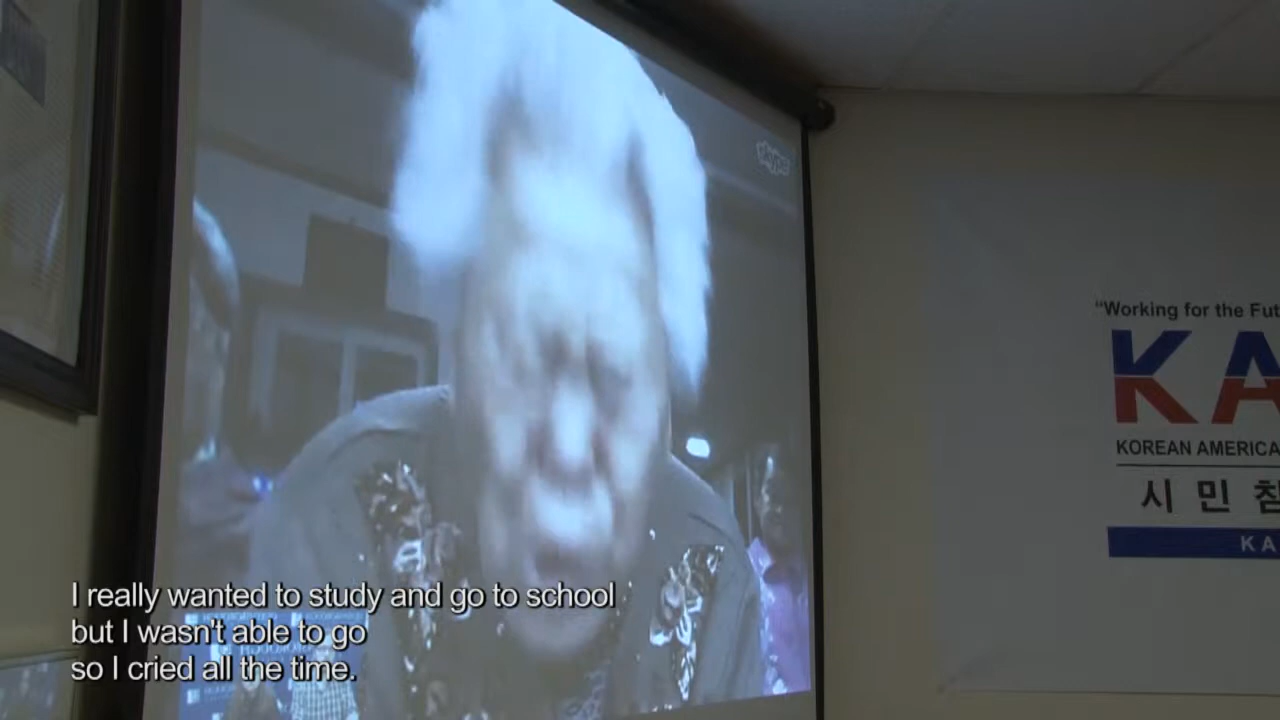 skype
"Working for the Fut
KA
KOREAN AMERICA
시 민 참
KA
I really wanted to study and go to school
but I wasn't able to go
so I cried all the time.